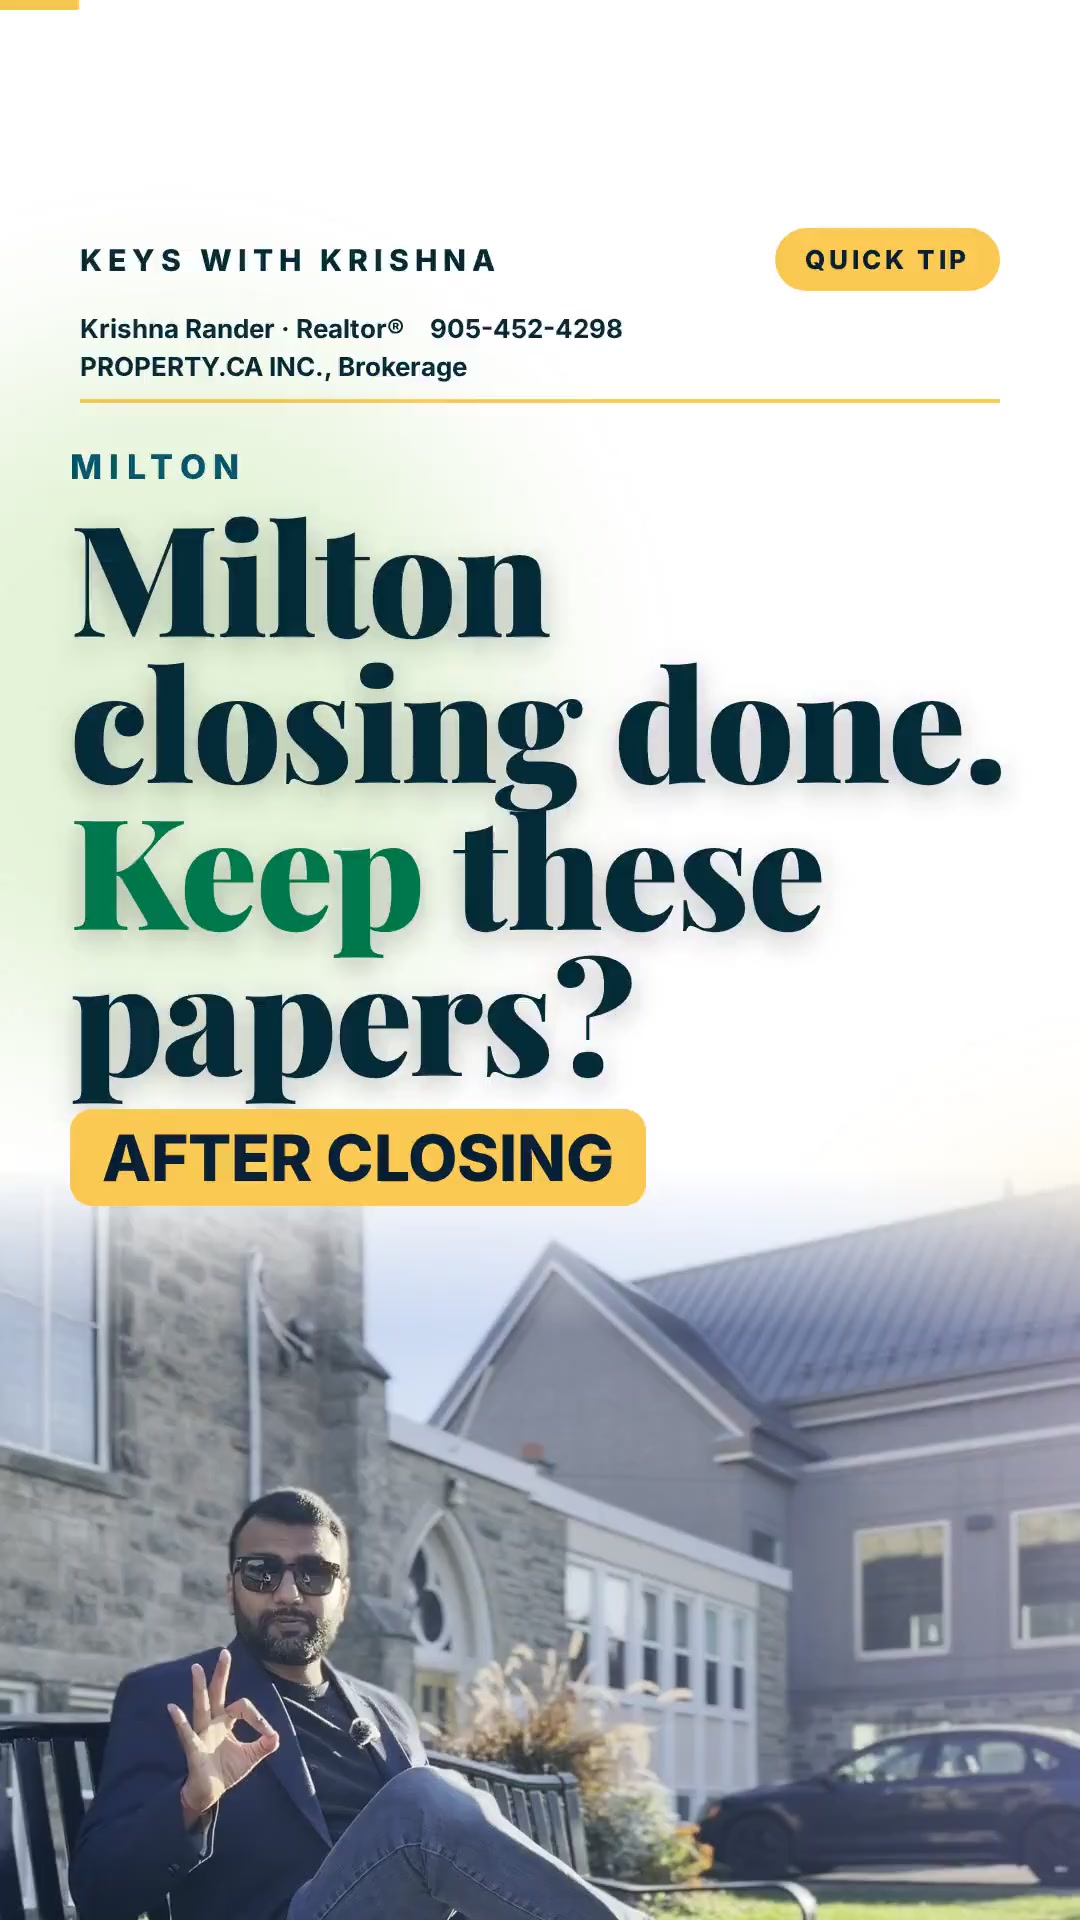 KEYS WITH KRISHNA
QUICK TIP
Krishna Rander · Realtor® 905-452-4298
PROPERTY.CA INC., Brokerage
MILTON
Milton
closing done.
Keep these
papers?
AFTER CLOSING